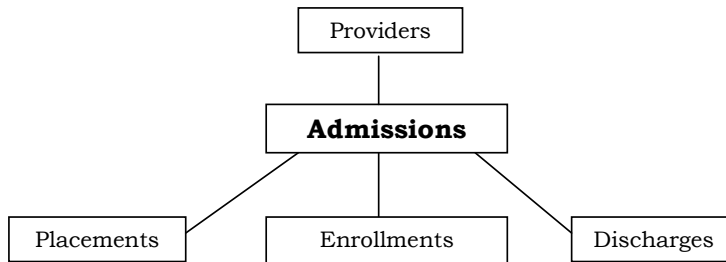 Providers
Admissions
Placements
Enrollments
Discharges